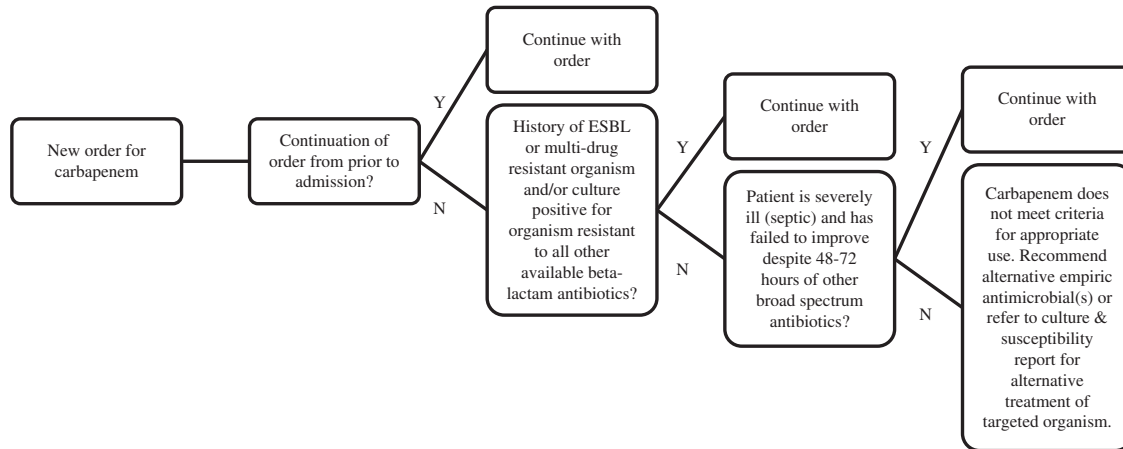 New order for
carbapenem
Continuation of
order from prior to
admission?
Y
N
Continue with
order
History of ESBL
or multi-drug
resistant organism
and/or culture
positive for
organism resistant
to all other
available beta-
lactam antibiotics?
Y
N
Continue with
order
Patient is severely
ill (septic) and has
failed to improve
despite 48-72
hours of other
broad spectrum
antibiotics?
Y
N
Continue with
order
Carbapenem does
not meet criteria
for appropriate
use. Recommend
alternative empiric
antimicrobial(s) or
refer to culture &
susceptibility
report for
alternative
treatment of
targeted organism.